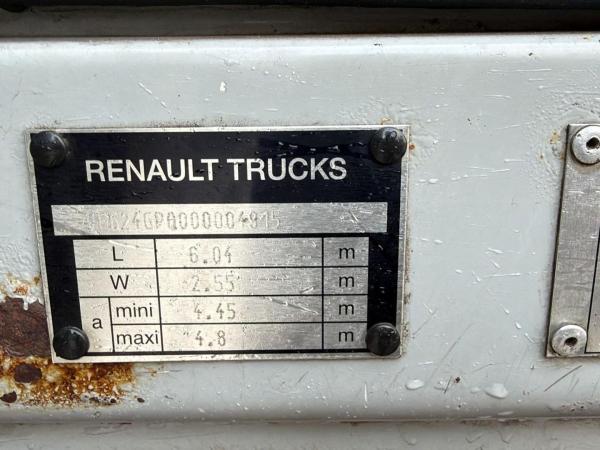 RENAULT TRUCKS
L 6.04 m
W 2.55 m
a mini 4.45 m
maxi 4.8 m